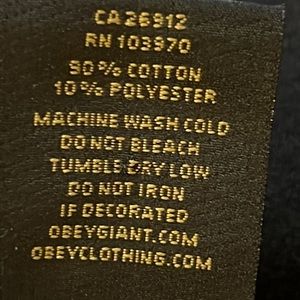 CA 26912
RN 103970
90% COTTON
10% POLYESTER
MACHINE WASH COLD
DO NOT BLEACH
TUMBLE DRY LOW
DO NOT IRON
IF DECORATED
OBEYGIANT.COM
OBEYCLOTHING.COM